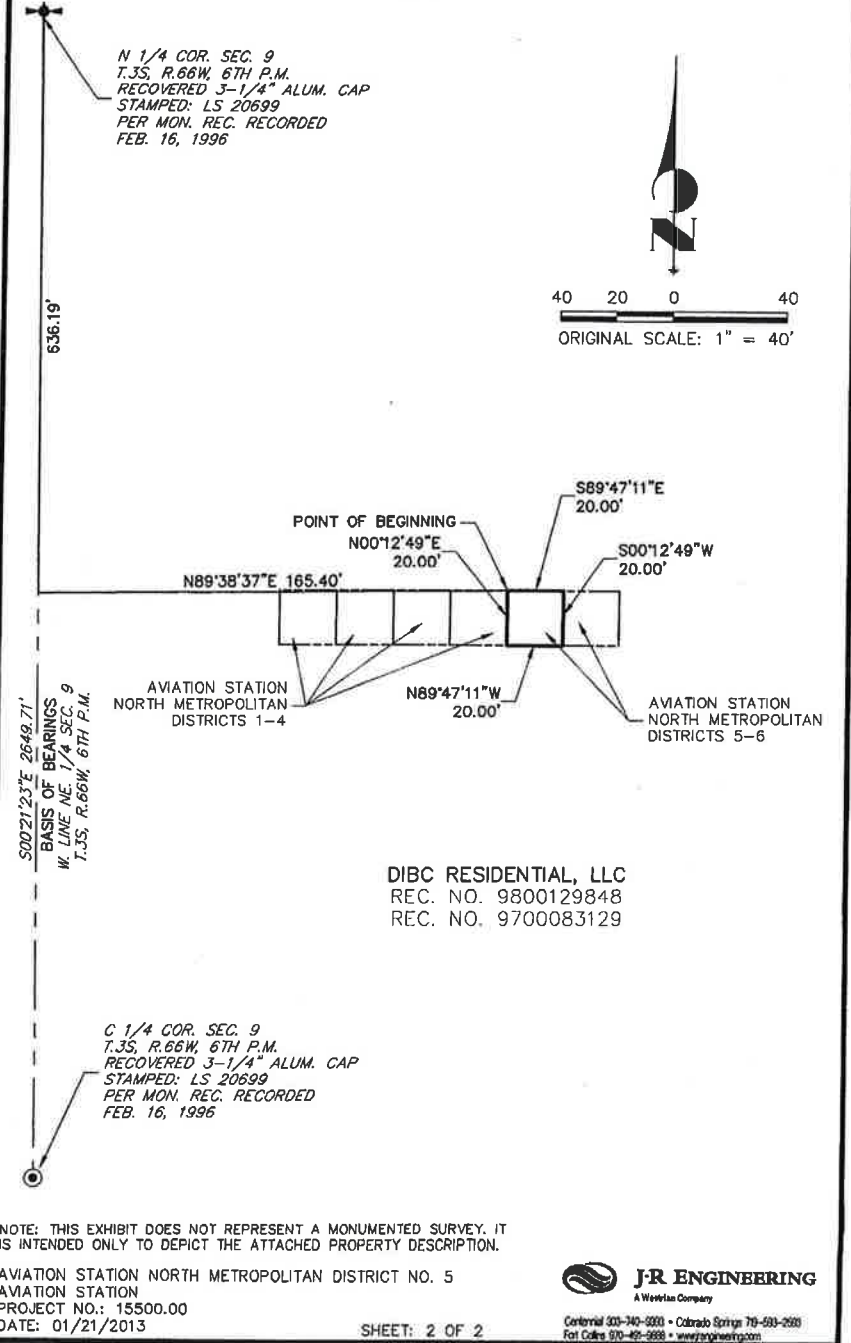 N 1/4 COR. SEC. 9
T.3S, R.66W, 6TH P.M.
RECOVERED 3-1/4" ALUM. CAP
STAMPED: LS 20699
PER MON. REC. RECORDED
FEB. 16, 1996
636.19'
N
40 20 0 40
ORIGINAL SCALE: 1" = 40'
S89°47'11"E
20.00'
POINT OF BEGINNING
N00°12'49"E
20.00'
S00°12'49"W
20.00'
N89°38'37"E 165.40'
AVIATION STATION
NORTH METROPOLITAN
DISTRICTS 1-4
N89°47'11"W
20.00'
AVIATION STATION
NORTH METROPOLITAN
DISTRICTS 5-6
S00°21'23"E 2649.71'
BASIS OF BEARINGS
W. LINE NE. 1/4 SEC. 9
T.3S, R.66W, 6TH P.M.
DIBC RESIDENTIAL, LLC
REC. NO. 9800129848
REC. NO. 9700083129
C 1/4 COR. SEC. 9
T.3S, R.66W, 6TH P.M.
RECOVERED 3-1/4" ALUM. CAP
STAMPED: LS 20699
PER MON. REC. RECORDED
FEB. 16, 1996
NOTE: THIS EXHIBIT DOES NOT REPRESENT A MONUMENTED SURVEY. IT
IS INTENDED ONLY TO DEPICT THE ATTACHED PROPERTY DESCRIPTION.
AVIATION STATION NORTH METROPOLITAN DISTRICT NO. 5
AVIATION STATION
PROJECT NO.: 15500.00
DATE: 01/21/2013
SHEET: 2 OF 2
J·R ENGINEERING
A Westrian Company
Centennial • Colorado Springs
Fort Collins • www.jrengineering.com